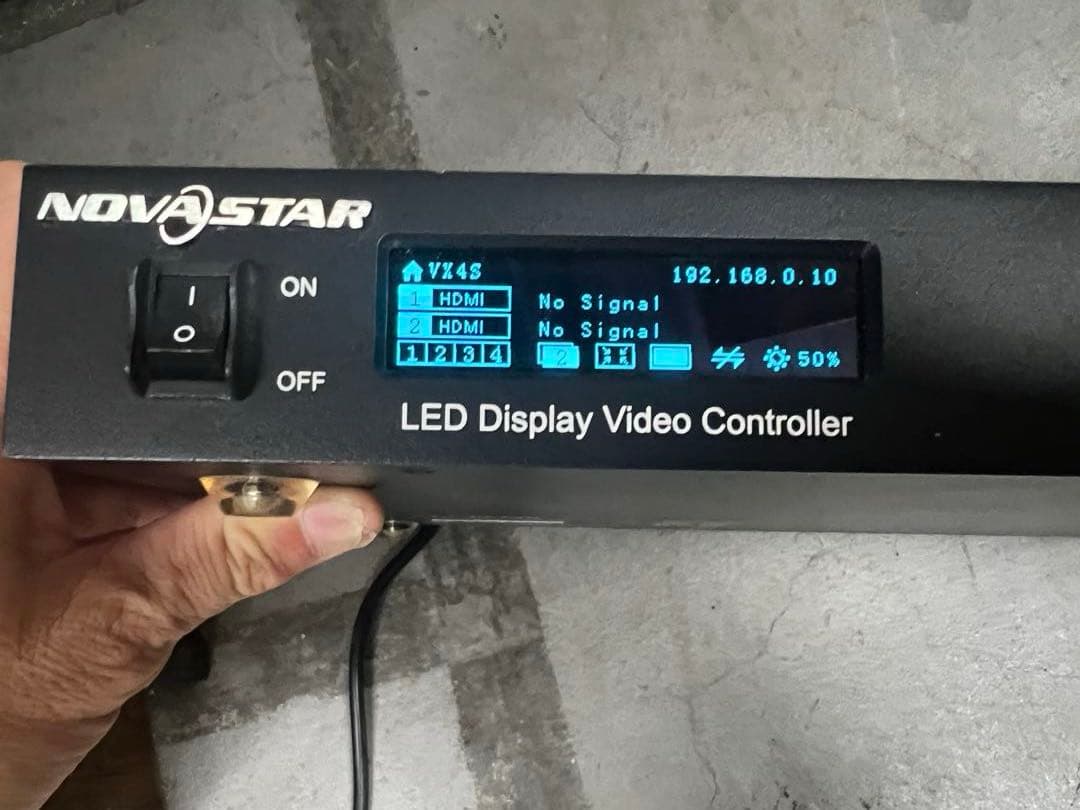 NOVASTAR
I
O
ON
OFF
VX4S 192.168.0.10
1 HDMI No Signal
2 HDMI No Signal
1 2 3 4 2 50%
LED Display Video Controller